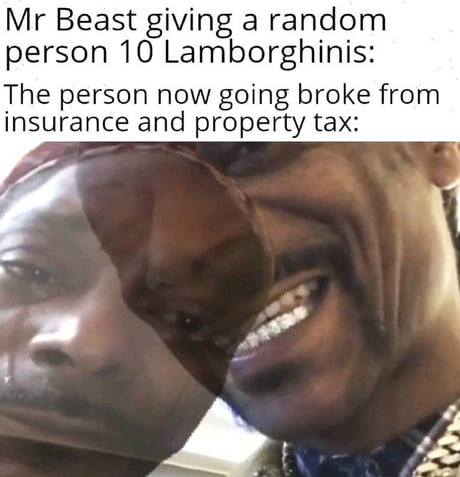 Mr Beast giving a random
person 10 Lamborghinis:
The person now going broke from
insurance and property tax: